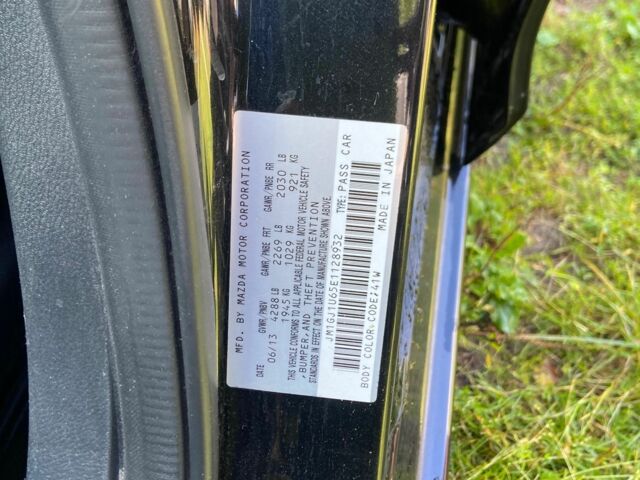 MFD. BY MAZDA MOTOR CORPORATION
DATE GVWR/PNBV GAWR/PNBE FRT GAWR/PNBE RR
06/13 4288 LB 2269 LB 2030 LB
1945 KG 1029 KG 921 KG
THIS VEHICLE CONFORMS TO ALL APPLICABLE FEDERAL MOTOR VEHICLE SAFETY
,BUMPER,AND THEFT PREVENTION
STANDARDS IN EFFECT ON THE DATE OF MANUFACTURE SHOWN ABOVE.
JM1GJ1U65E1128932 TYPE:PASS CAR
BODY COLOR CODE:41W MADE IN JAPAN